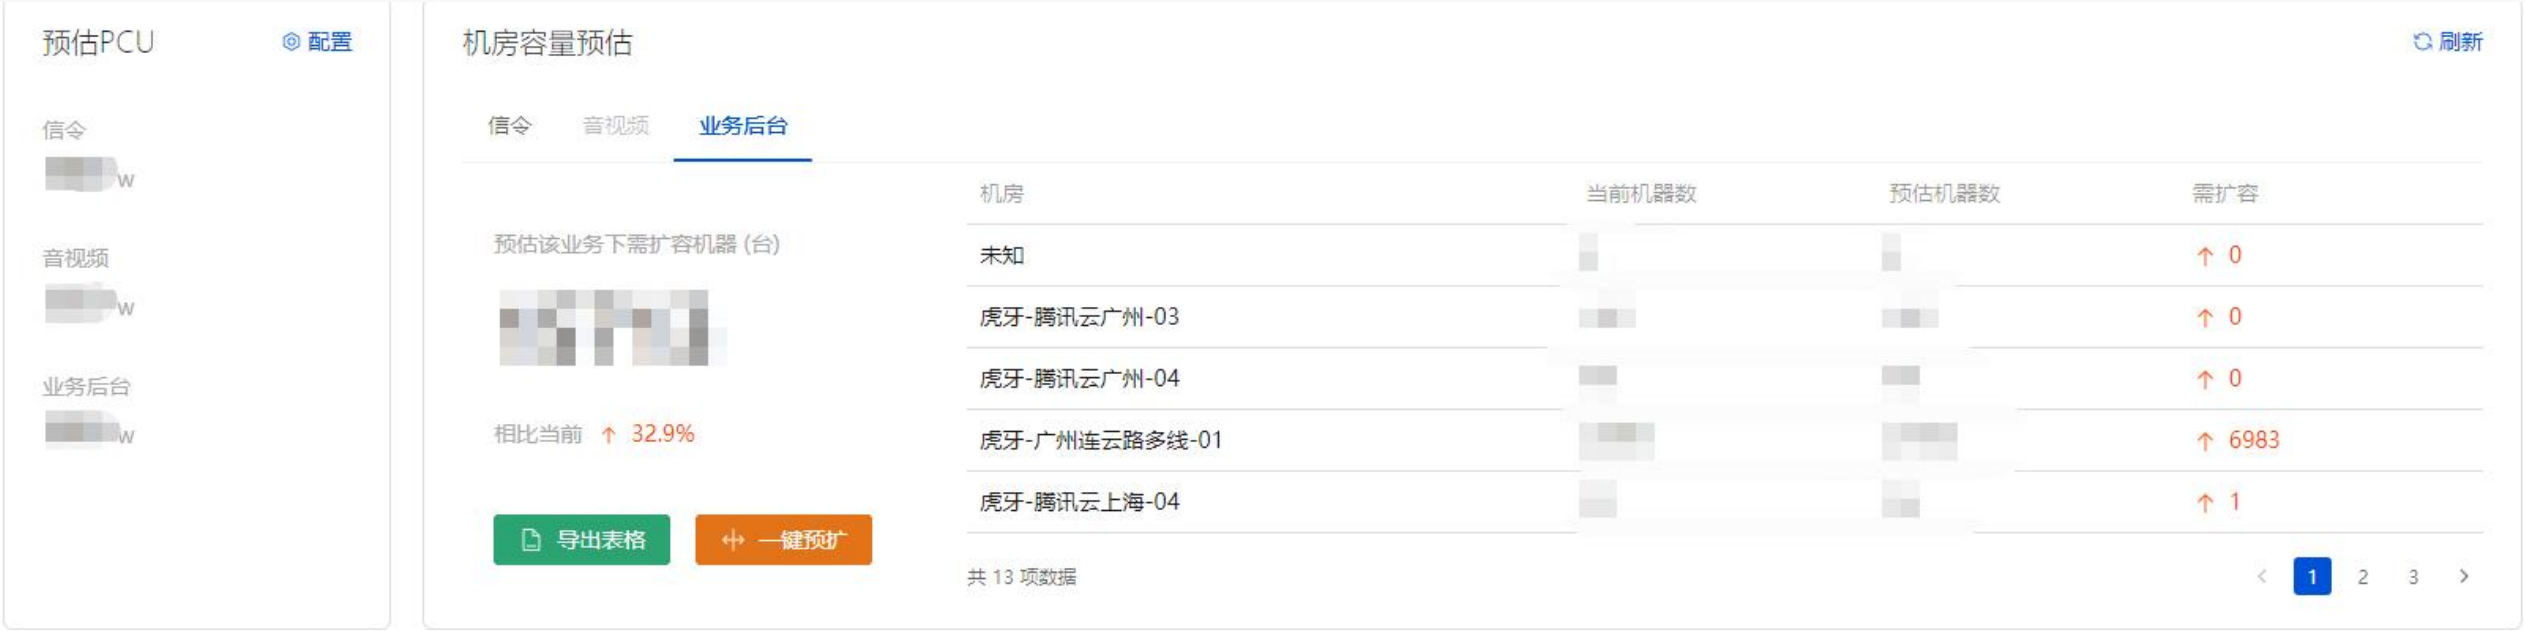 预估PCU
配置
信令
w
音视频
w
业务后台
w
机房容量预估
刷新
信令 音视频 业务后台
预估该业务下需扩容机器 (台)
相比当前 ↑ 32.9%
导出表格 一键预扩
机房 当前机器数 预估机器数 需扩容
未知 ↑ 0
虎牙-腾讯云广州-03 ↑ 0
虎牙-腾讯云广州-04 ↑ 0
虎牙-广州连云路多线-01 ↑ 6983
虎牙-腾讯云上海-04 ↑ 1
共 13 项数据
< 1 2 3 >